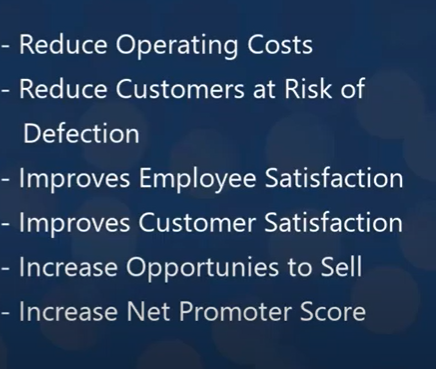 - Reduce Operating Costs
- Reduce Customers at Risk of
Defection
- Improves Employee Satisfaction
- Improves Customer Satisfaction
- Increase Opportunies to Sell
- Increase Net Promoter Score